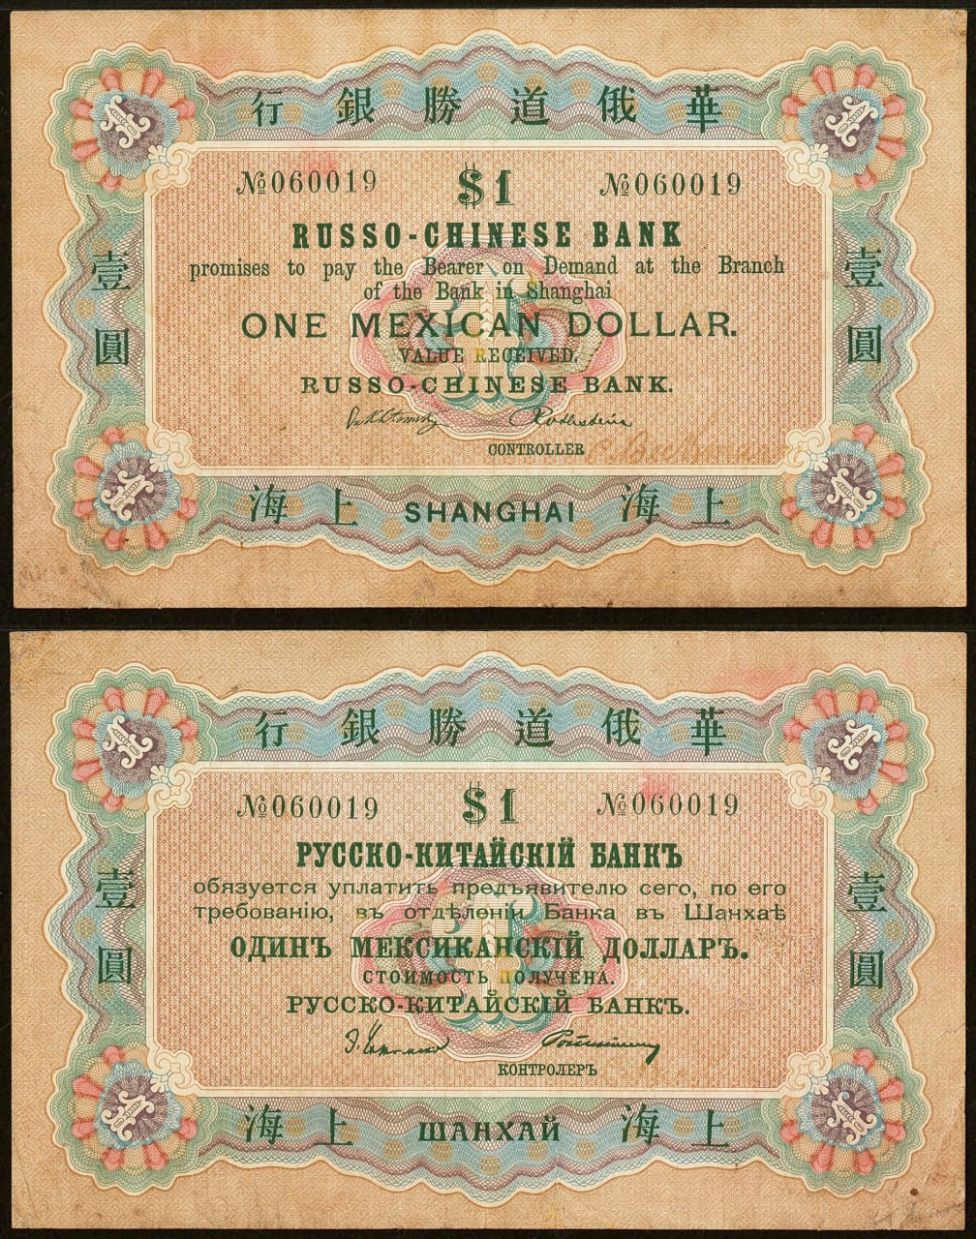 華俄道勝銀行
№060019 $1 №060019
RUSSO-CHINESE BANK
promises to pay the Bearer on Demand at the Branch
of the Bank in Shanghai
ONE MEXICAN DOLLAR.
VALUE RECEIVED.
RUSSO-CHINESE BANK.
CONTROLLER
壹圓
壹圓
上海 SHANGHAI 上海
華俄道勝銀行
№060019 $1 №060019
РУССКО-КИТАЙСКІЙ БАНКЪ
обязуется уплатить предъявителю сего, по его
требованію, въ отдѣленіи Банка въ Шанхаѣ
ОДИНЪ МЕКСИКАНСКІЙ ДОЛЛАРЪ.
СТОИМОСТЬ ПОЛУЧЕНА.
РУССКО-КИТАЙСКІЙ БАНКЪ.
КОНТРОЛЕРЪ
壹圓
壹圓
上海 ШАНХАЙ 上海